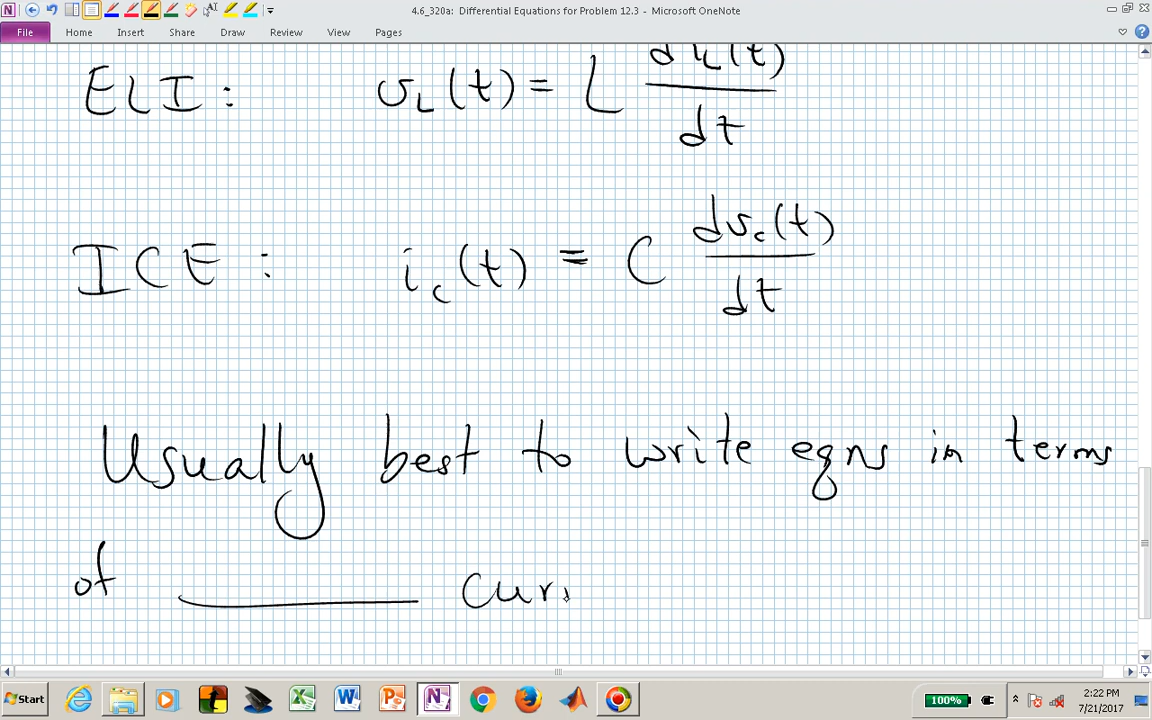 4.6_320a: Differential Equations for Problem 12.3 - Microsoft OneNote
File Home Insert Share Draw Review View Pages
ELI: v_L(t) = L di_L(t)/dt
ICE: i_c(t) = C dv_c(t)/dt
Usually best to write eqns in terms
of ________ curr
Start 100% 2:22 PM
7/21/2017